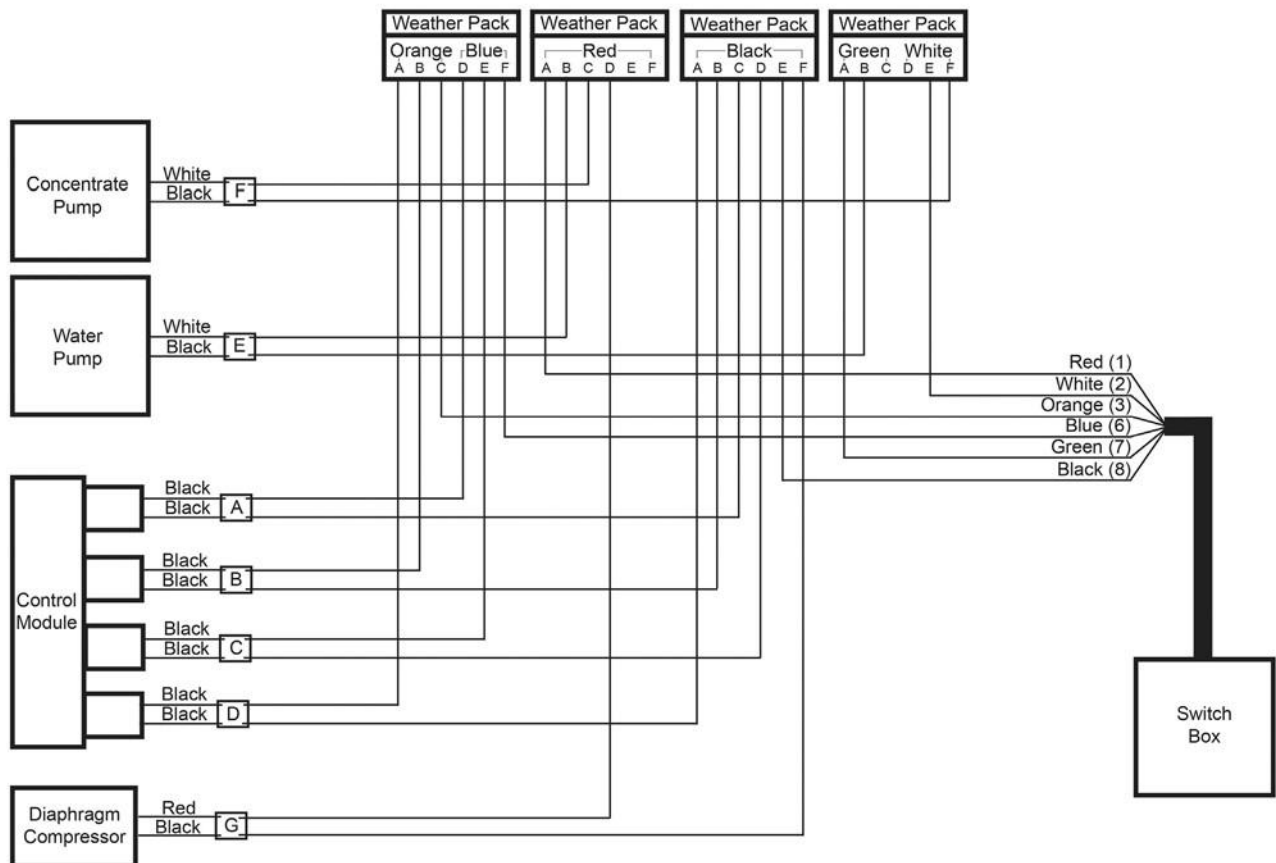 Weather Pack
Orange Blue
A B C D E F
Weather Pack
Red
A B C D E F
Weather Pack
Black
A B C D E F
Weather Pack
Green White
A B C D E F
Concentrate
Pump
White
Black
F
Water
Pump
White
Black
E
Red (1)
White (2)
Orange (3)
Blue (6)
Green (7)
Black (8)
Control
Module
Black
Black
A
Black
Black
B
Black
Black
C
Black
Black
D
Switch
Box
Diaphragm
Compressor
Red
Black
G